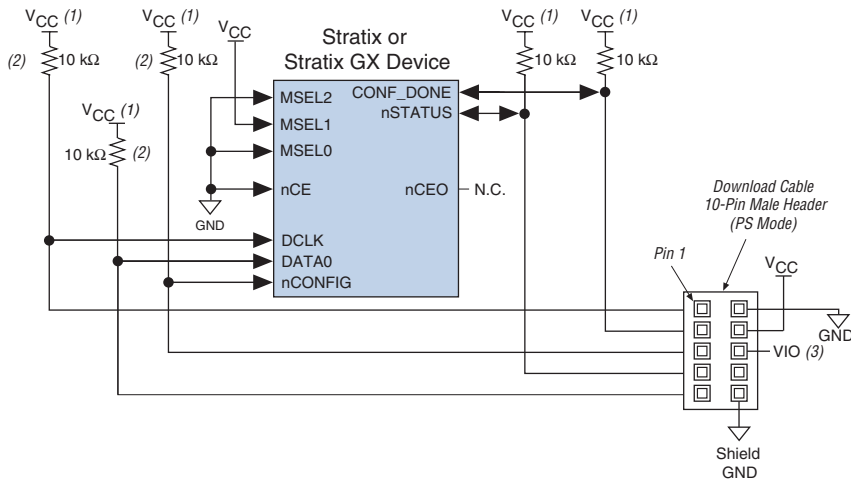 VCC (1)
(2)
10 kΩ
VCC (1)
(2)
10 kΩ
VCC
Stratix or
Stratix GX Device
VCC (1)
10 kΩ
VCC (1)
10 kΩ
VCC (1)
10 kΩ
(2)
MSEL2
MSEL1
MSEL0
nCE
GND
DCLK
DATA0
nCONFIG
CONF_DONE
nSTATUS
nCEO
N.C.
Download Cable
10-Pin Male Header
(PS Mode)
Pin 1
VCC
GND
VIO (3)
Shield
GND